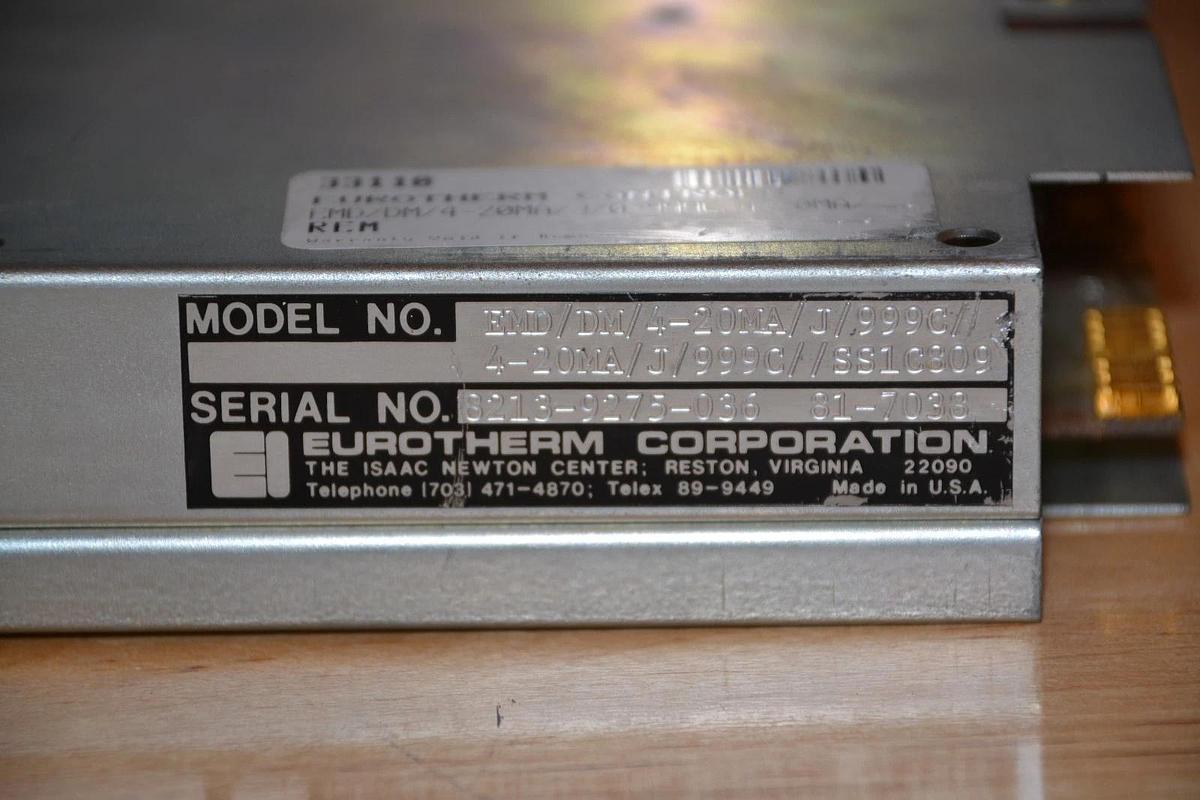 33118
EUROTHERM
EMD/DM/4-20MA/
REM
MODEL NO. EMD/DM/4-20MA/J/999C//
4-20MA/J/999C//SS1C809
SERIAL NO. 8213-9275-036 81-7038
EI EUROTHERM CORPORATION
THE ISAAC NEWTON CENTER; RESTON, VIRGINIA 22090
Telephone (703) 471-4870; Telex 89-9449 Made in U.S.A.